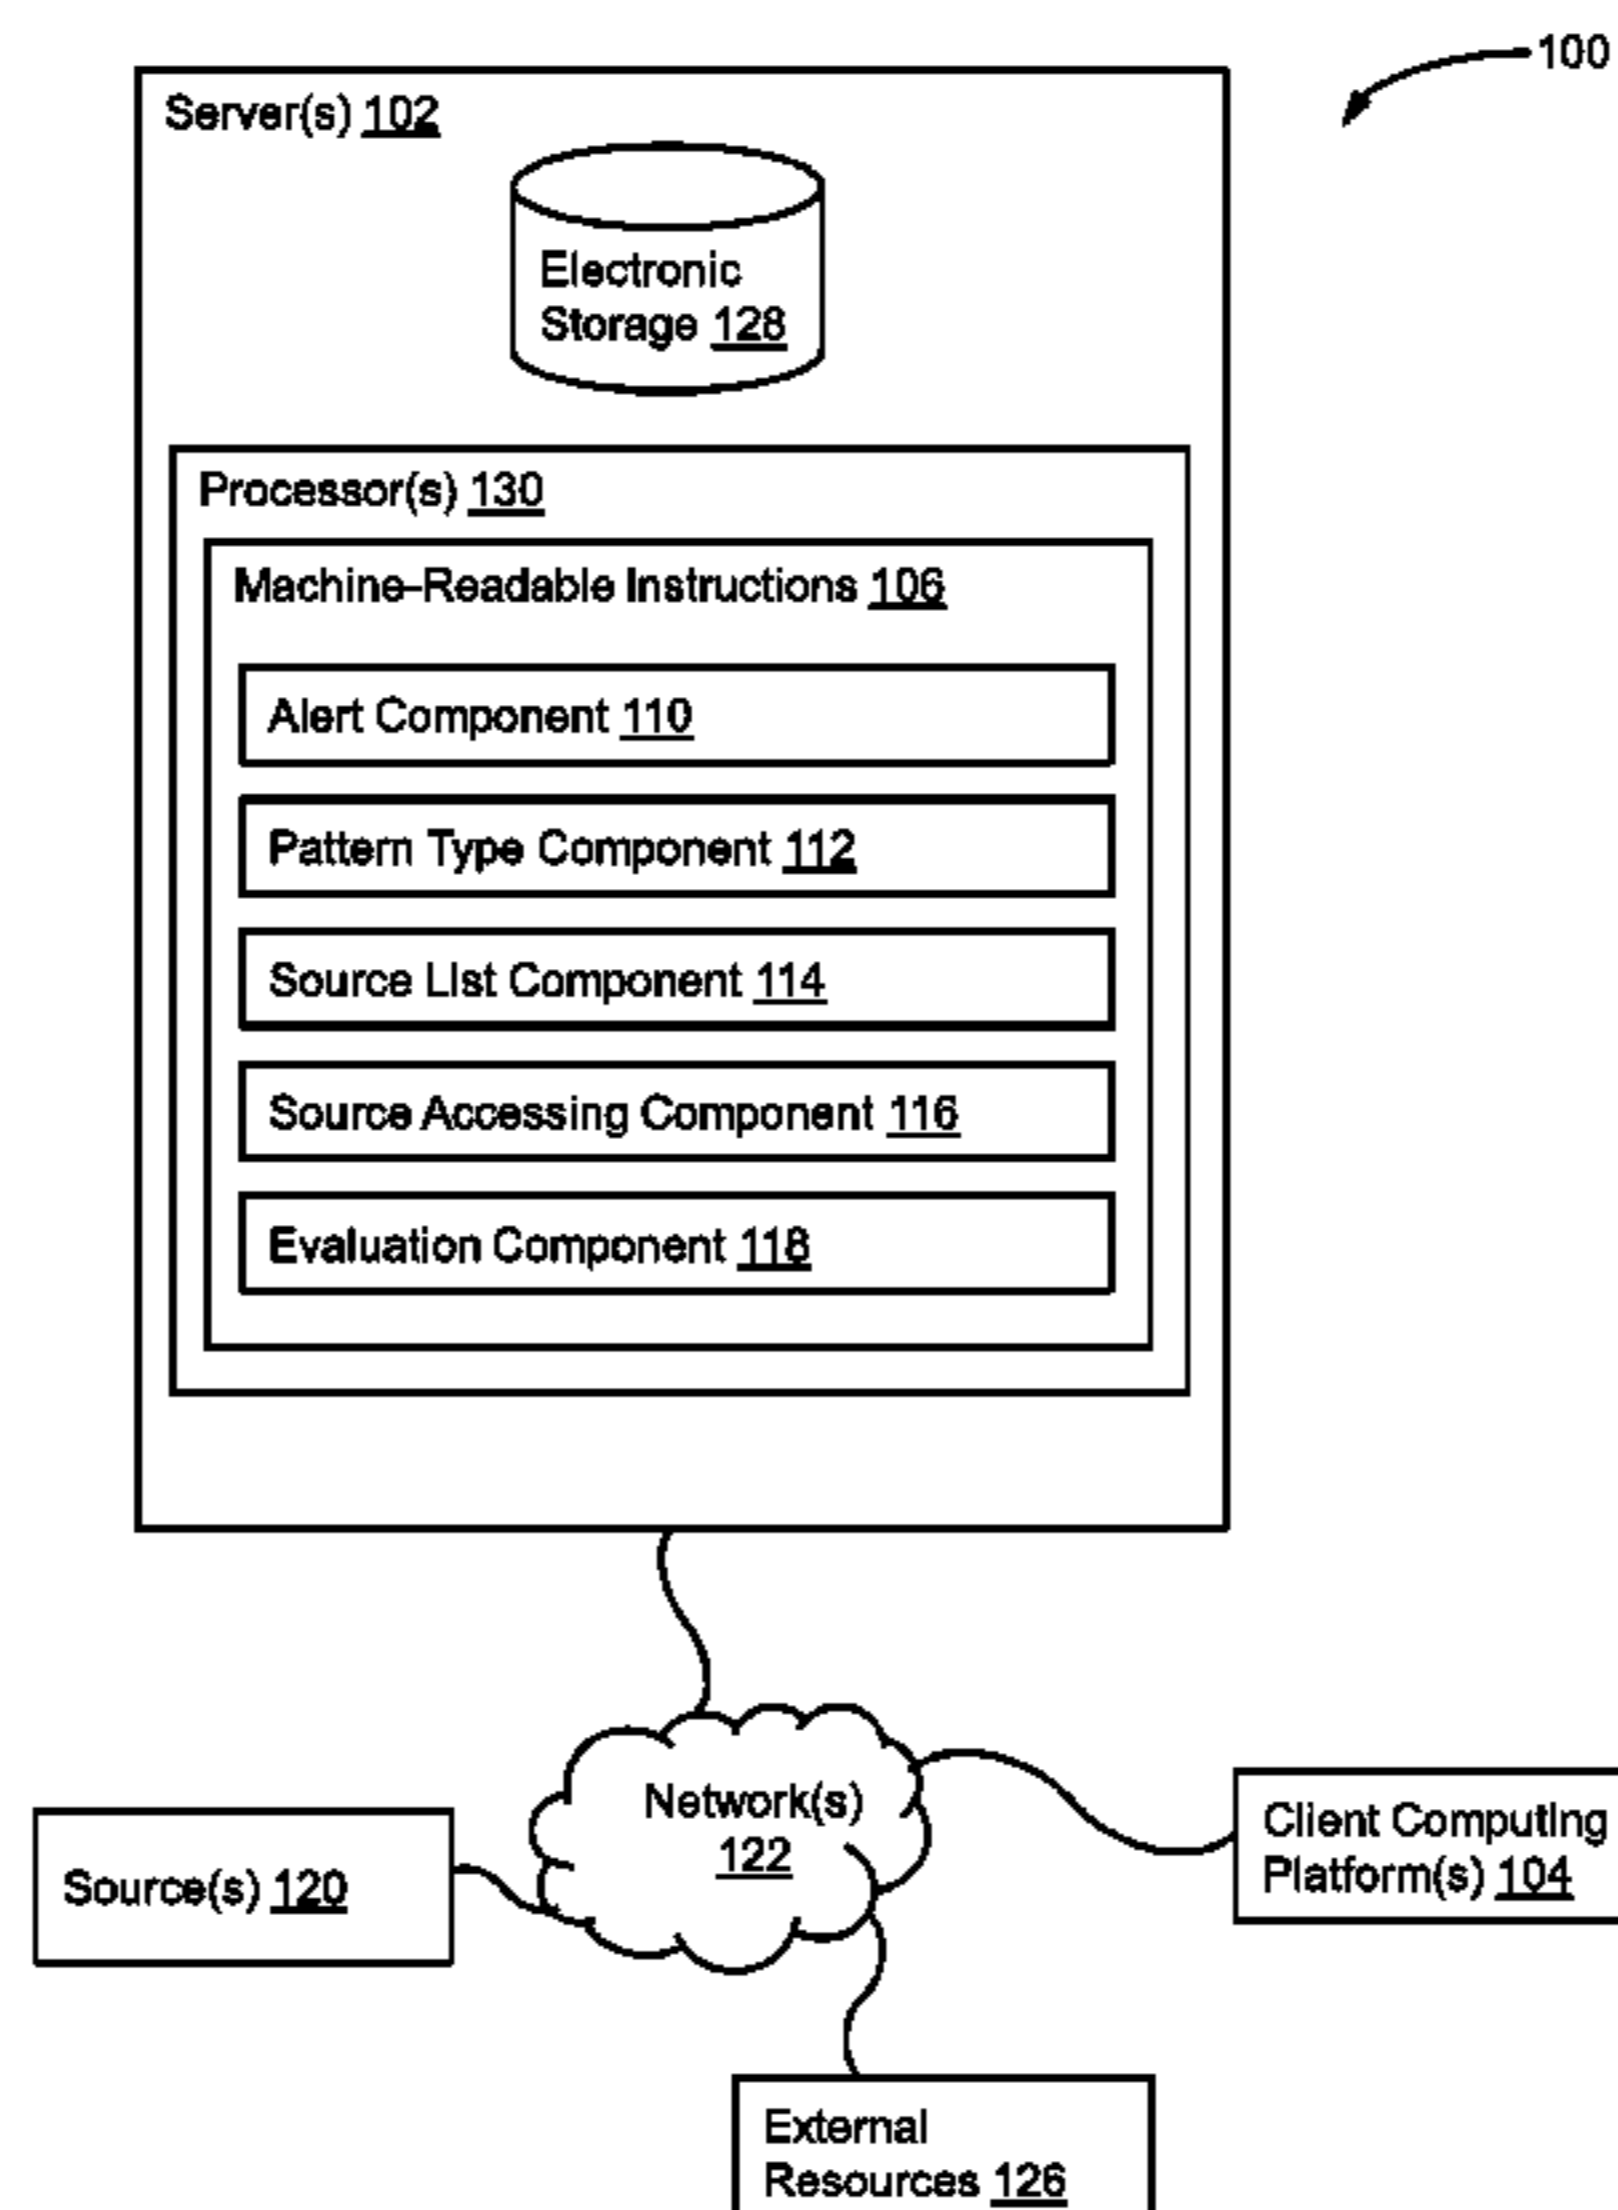 100
Server(s) 102
Electronic
Storage 128
Processor(s) 130
Machine-Readable Instructions 106
Alert Component 110
Pattern Type Component 112
Source List Component 114
Source Accessing Component 116
Evaluation Component 118
Network(s)
122
Source(s) 120
Client Computing
Platform(s) 104
External
Resources 126